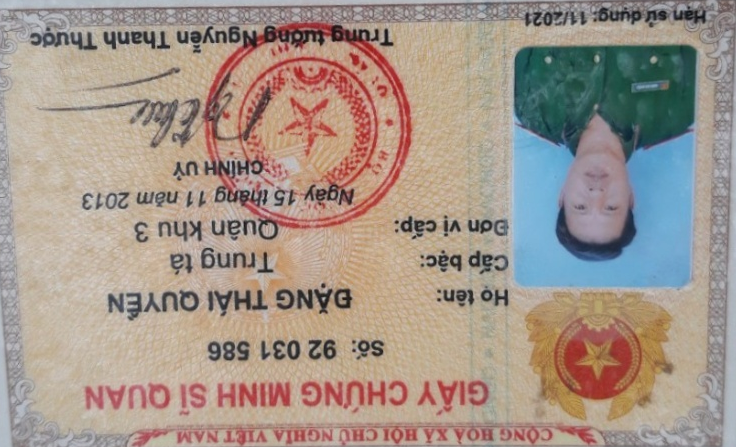 CỘNG HOÀ XÃ HỘI CHỦ NGHĨA VIỆT NAM
GIẤY CHỨNG MINH SĨ QUAN
Số: 92 031 586
Họ tên: ĐẶNG THÁI QUYỀN
Cấp bậc: Trung tá
Đơn vị cấp: Quân khu 3
Ngày 15 tháng 11 năm 2013
CHÍNH UỶ
Trung tướng Nguyễn Thanh Thược
Hạn sử dụng: 11/2021